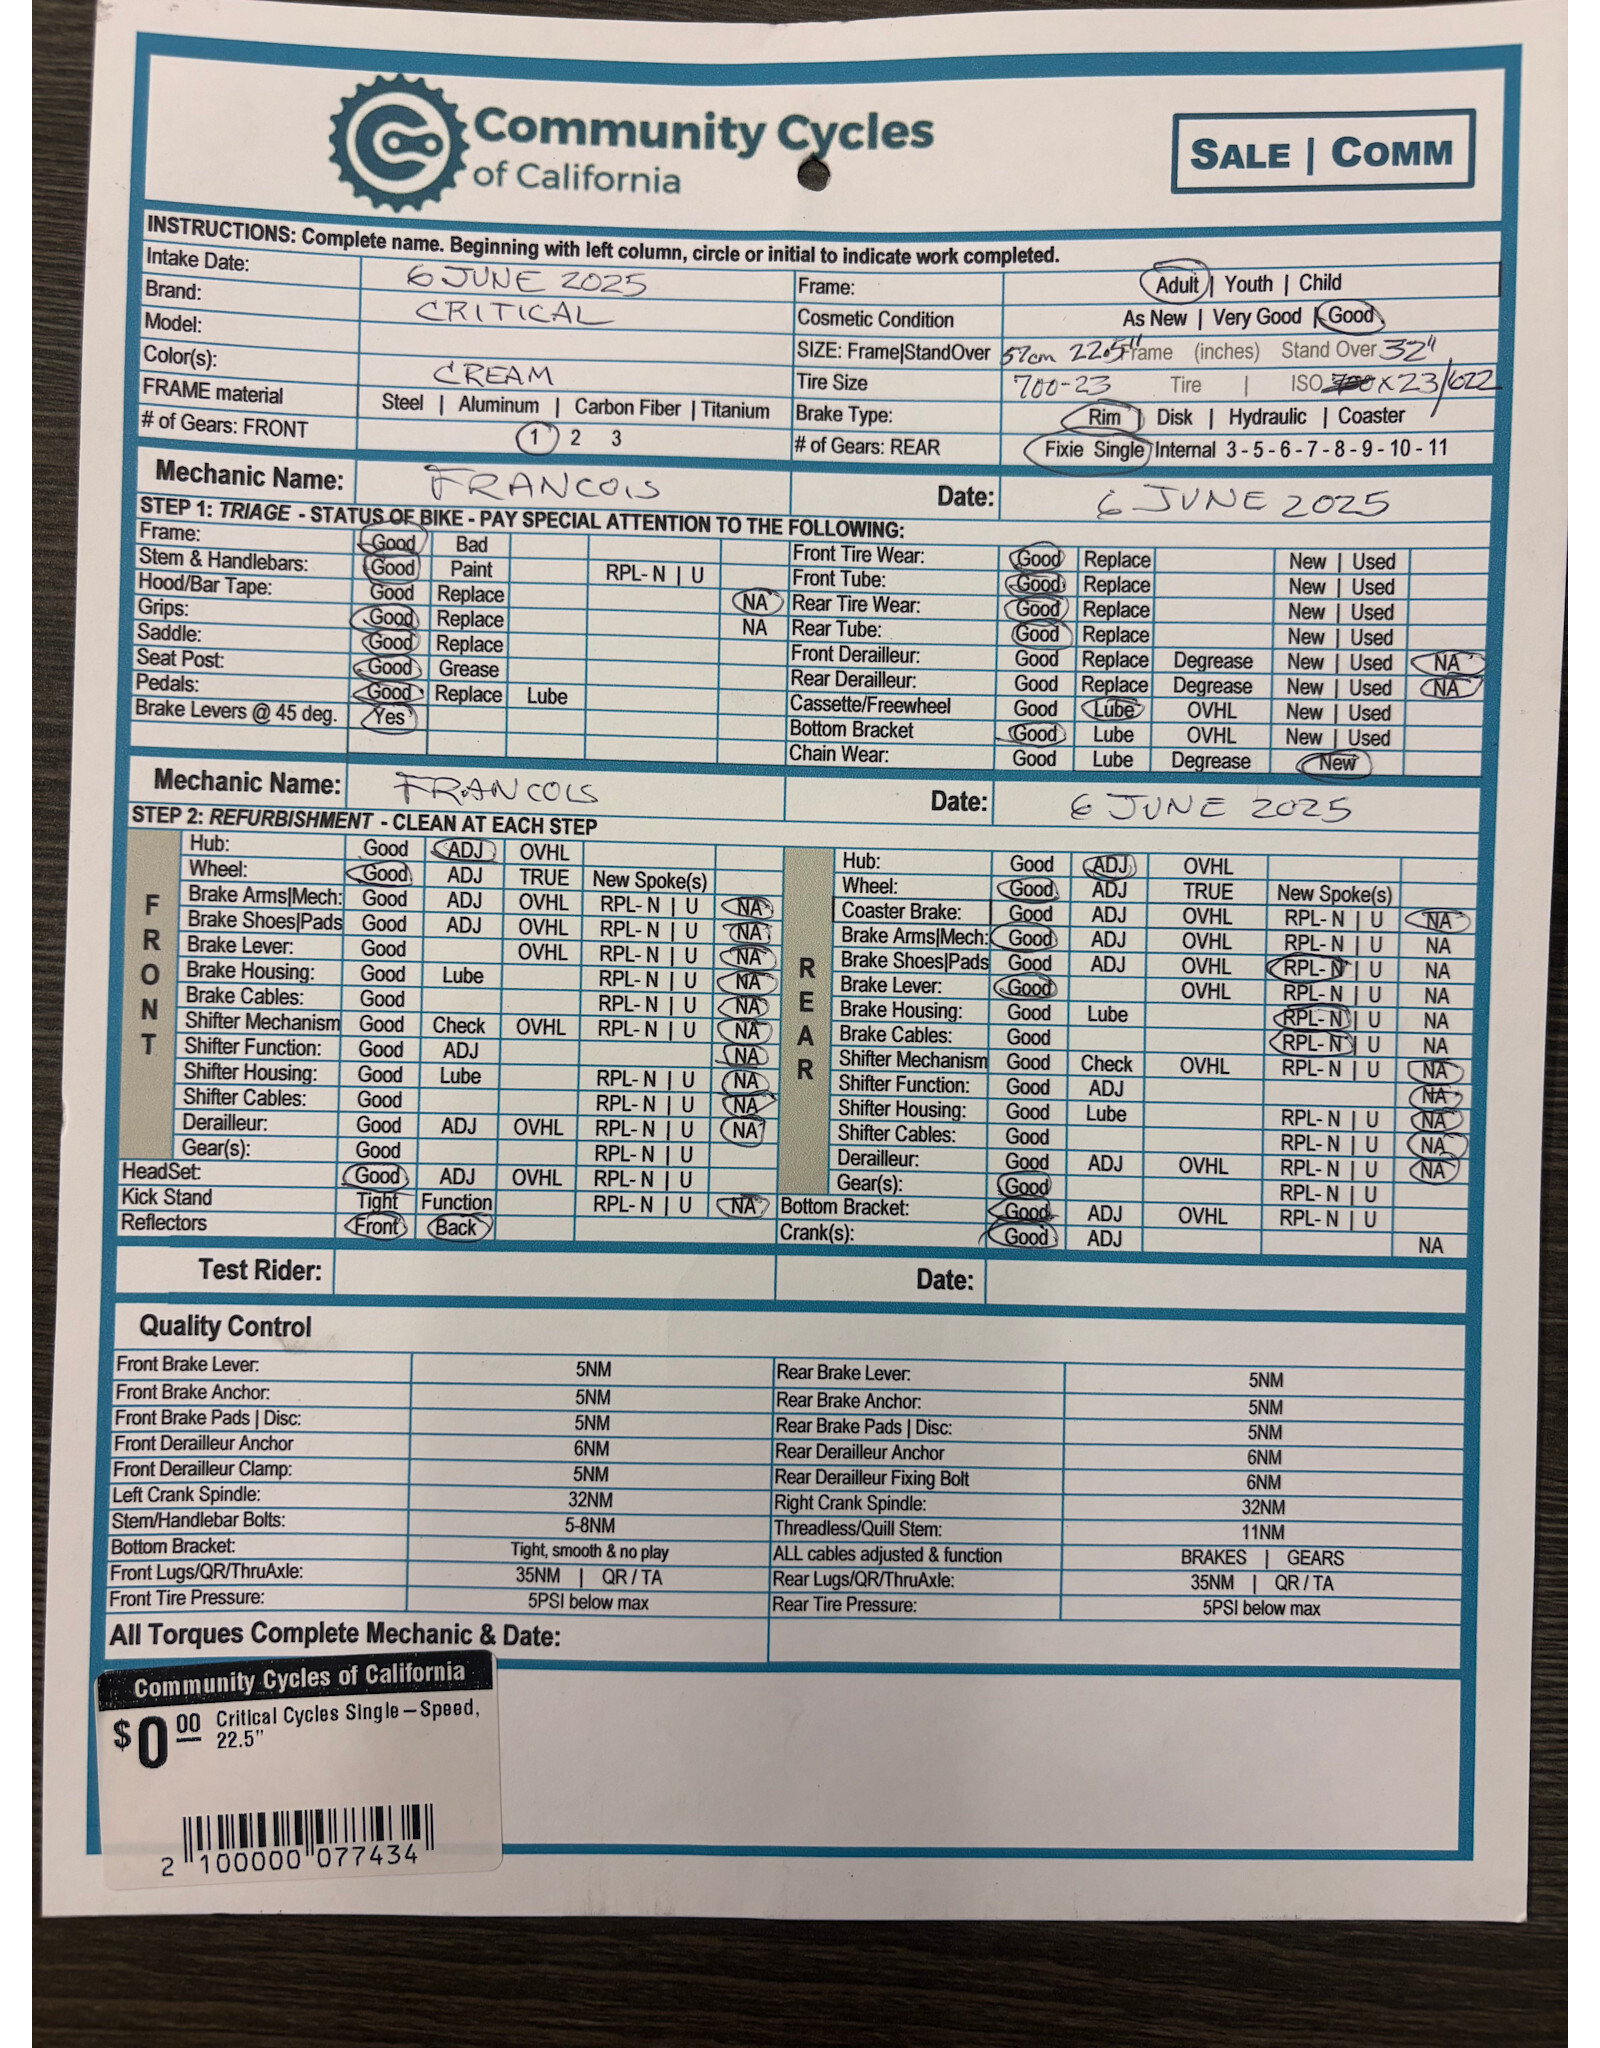 Community Cycles
of California
SALE | COMM
INSTRUCTIONS: Complete name. Beginning with left column, circle or initial to indicate work completed.
Intake Date: 6 JUNE 2025 Frame: Adult | Youth | Child
Brand: CRITICAL Cosmetic Condition As New | Very Good | Good
Model: SIZE: Frame|StandOver 57cm 22.5" Frame (inches) Stand Over 32"
Color(s): CREAM Tire Size 700-23 Tire | ISO 700 X 23/622
FRAME material Steel | Aluminum | Carbon Fiber | Titanium Brake Type: Rim | Disk | Hydraulic | Coaster
# of Gears: FRONT 1 2 3 # of Gears: REAR Fixie Single Internal 3 - 5 - 6 - 7 - 8 - 9 - 10 - 11
Mechanic Name: FRANCOIS Date: 6 JUNE 2025
STEP 1: TRIAGE - STATUS OF BIKE - PAY SPECIAL ATTENTION TO THE FOLLOWING:
Frame: Good Bad Front Tire Wear: Good Replace New | Used
Stem & Handlebars: Good Paint RPL- N | U Front Tube: Good Replace New | Used
Hood/Bar Tape: Good Replace NA Rear Tire Wear: Good Replace New | Used
Grips: Good Replace NA Rear Tube: Good Replace New | Used
Saddle: Good Replace Front Derailleur: Good Replace Degrease New | Used NA
Seat Post: Good Grease Rear Derailleur: Good Replace Degrease New | Used NA
Pedals: Good Replace Lube Cassette/Freewheel Good Lube OVHL New | Used
Brake Levers @ 45 deg. Yes Bottom Bracket Good Lube OVHL New | Used
Chain Wear: Good Lube Degrease New
Mechanic Name: FRANCOIS Date: 6 JUNE 2025
STEP 2: REFURBISHMENT - CLEAN AT EACH STEP
FRONT
Hub: Good ADJ OVHL
Wheel: Good ADJ TRUE New Spoke(s)
Brake Arms|Mech: Good ADJ OVHL RPL- N | U NA
Brake Shoes|Pads Good ADJ OVHL RPL- N | U NA
Brake Lever: Good OVHL RPL- N | U NA
Brake Housing: Good Lube RPL- N | U NA
Brake Cables: Good RPL- N | U NA
Shifter Mechanism Good Check OVHL RPL- N | U NA
Shifter Function: Good ADJ NA
Shifter Housing: Good Lube RPL- N | U NA
Shifter Cables: Good RPL- N | U NA
Derailleur: Good ADJ OVHL RPL- N | U NA
Gear(s): Good RPL- N | U
HeadSet: Good ADJ OVHL RPL- N | U
Kick Stand Tight Function RPL- N | U NA
Reflectors Front Back
REAR
Hub: Good ADJ OVHL
Wheel: Good ADJ TRUE New Spoke(s)
Coaster Brake: Good ADJ OVHL RPL- N | U NA
Brake Arms|Mech: Good ADJ OVHL RPL- N | U NA
Brake Shoes|Pads Good ADJ OVHL RPL- N | U NA
Brake Lever: Good OVHL RPL- N | U NA
Brake Housing: Good Lube RPL- N | U NA
Brake Cables: Good RPL- N | U NA
Shifter Mechanism Good Check OVHL RPL- N | U NA
Shifter Function: Good ADJ NA
Shifter Housing: Good Lube RPL- N | U NA
Shifter Cables: Good RPL- N | U NA
Derailleur: Good ADJ OVHL RPL- N | U NA
Gear(s): Good RPL- N | U
Bottom Bracket: Good ADJ OVHL RPL- N | U
Crank(s): Good ADJ NA
Test Rider: Date:
Quality Control
Front Brake Lever: 5NM Rear Brake Lever: 5NM
Front Brake Anchor: 5NM Rear Brake Anchor: 5NM
Front Brake Pads | Disc: 5NM Rear Brake Pads | Disc: 5NM
Front Derailleur Anchor 6NM Rear Derailleur Anchor 6NM
Front Derailleur Clamp: 5NM Rear Derailleur Fixing Bolt 6NM
Left Crank Spindle: 32NM Right Crank Spindle: 32NM
Stem/Handlebar Bolts: 5-8NM Threadless/Quill Stem: 11NM
Bottom Bracket: Tight, smooth & no play ALL cables adjusted & function BRAKES | GEARS
Front Lugs/QR/ThruAxle: 35NM | QR / TA Rear Lugs/QR/ThruAxle: 35NM | QR / TA
Front Tire Pressure: 5PSI below max Rear Tire Pressure: 5PSI below max
All Torques Complete Mechanic & Date:
Community Cycles of California
$0 00 Critical Cycles Single-Speed,
22.5"
2 100000 077434